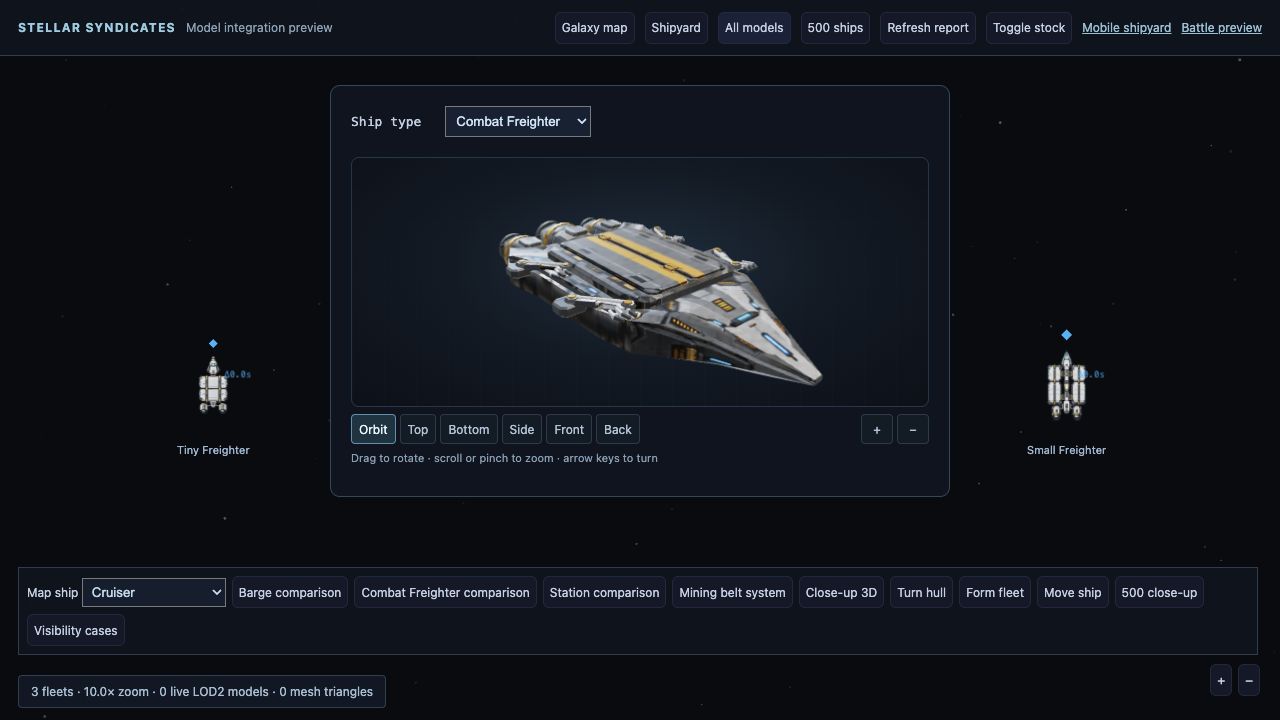 STELLAR SYNDICATES Model integration preview Galaxy map Shipyard All models 500 ships Refresh report Toggle stock Mobile shipyard Battle preview
Ship type Combat Freighter
Orbit Top Bottom Side Front Back + −
Drag to rotate · scroll or pinch to zoom · arrow keys to turn
Tiny Freighter
Small Freighter
Map ship Cruiser Barge comparison Combat Freighter comparison Station comparison Mining belt system Close-up 3D Turn hull Form fleet Move ship 500 close-up
Visibility cases
3 fleets · 10.0× zoom · 0 live LOD2 models · 0 mesh triangles + −